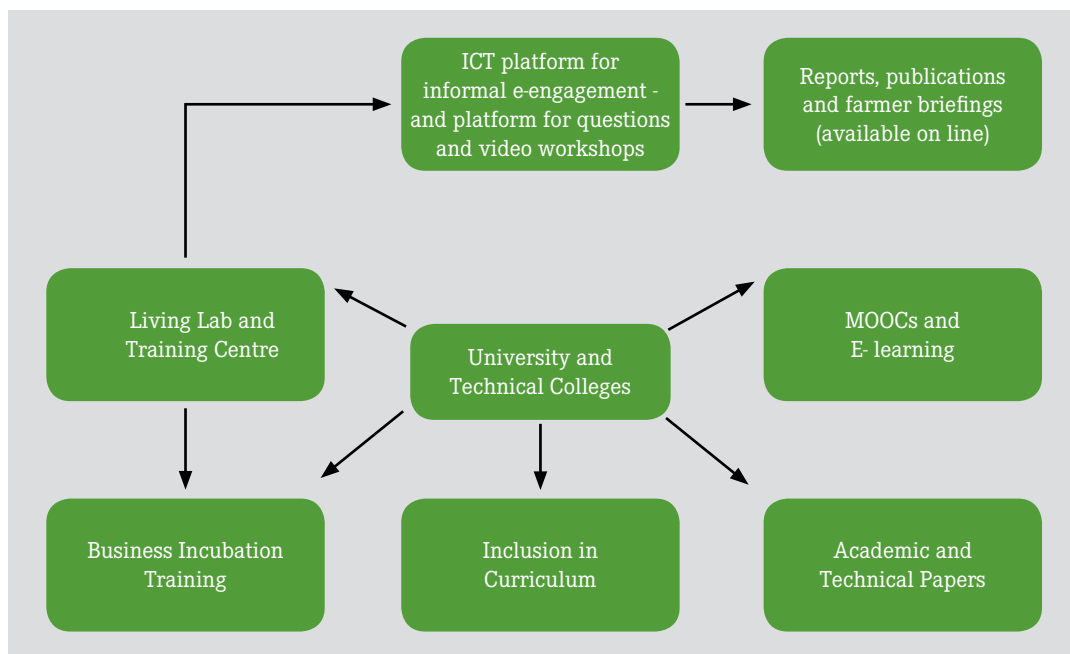 ICT platform for
informal e-engagement -
and platform for questions
and video workshops
Reports, publications
and farmer briefings
(available on line)
Living Lab and
Training Centre
University and
Technical Colleges
MOOCs and
E- learning
Business Incubation
Training
Inclusion in
Curriculum
Academic and
Technical Papers